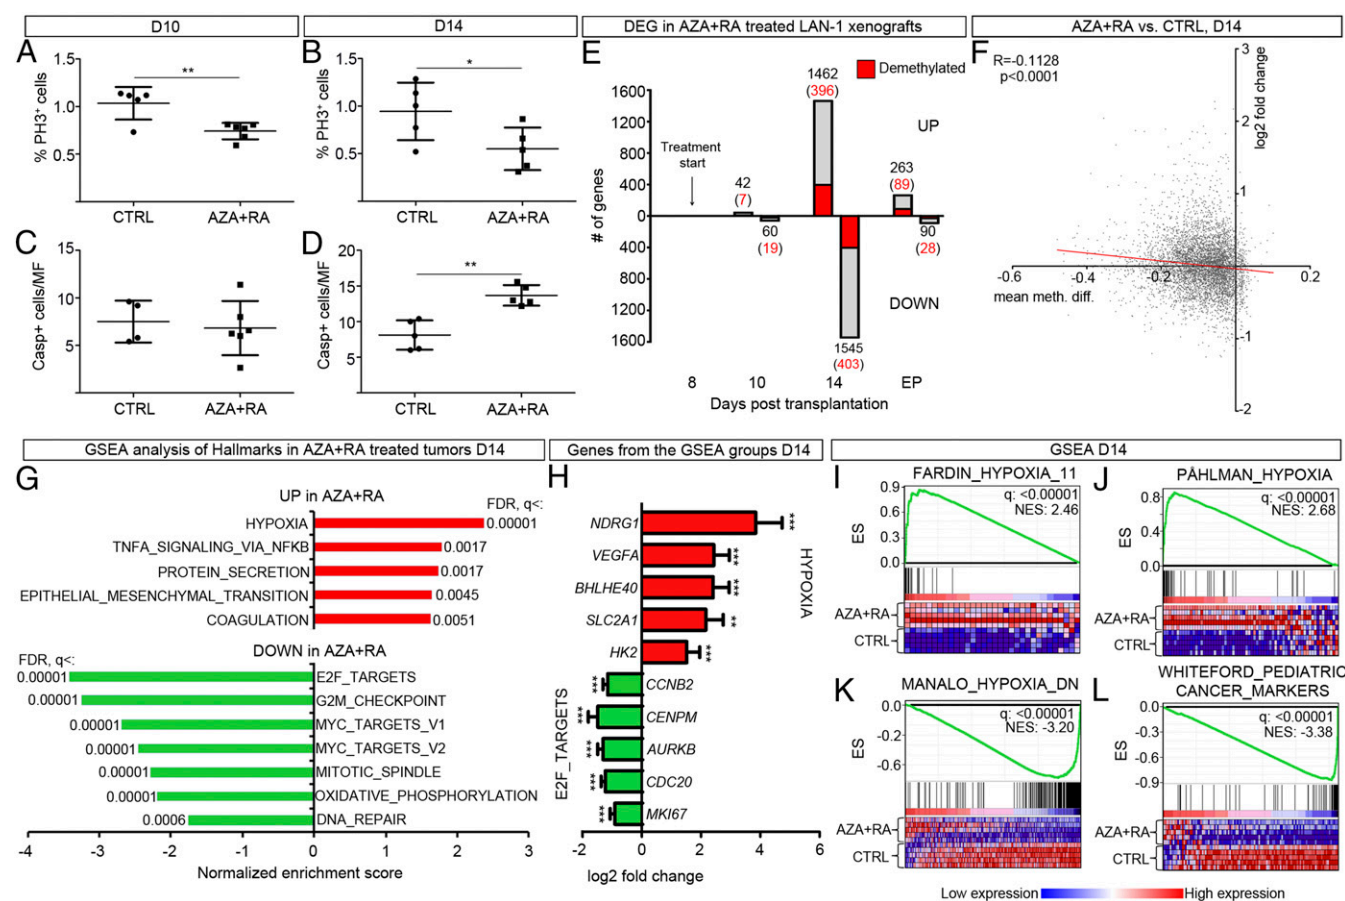 D10
D14
DEG in AZA+RA treated LAN-1 xenografts
AZA+RA vs. CTRL, D14
A
1.5
1.0
0.5
% PH3+ cells
**
CTRL
AZA+RA
B
1.5
1.0
0.5
% PH3+ cells
*
CTRL
AZA+RA
C
15
10
5
Casp+ cells/MF
CTRL
AZA+RA
D
20
15
10
5
0
Casp+ cells/MF
**
CTRL
AZA+RA
E
Demethylated
1600
1200
800
400
0
400
800
1200
1600
# of genes
Treatment
start
42
(7)
60
(19)
1462
(396)
1545
(403)
263
(89)
90
(28)
UP
DOWN
8
10
14
EP
Days post transplantation
F
R=-0.1128
p<0.0001
3
2
1
-1
-2
log2 fold change
-0.6
-0.2
0.2
mean meth. diff.
GSEA analysis of Hallmarks in AZA+RA treated tumors D14
Genes from the GSEA groups D14
GSEA D14
G
UP in AZA+RA
FDR, q<:
HYPOXIA
0.00001
TNFA_SIGNALING_VIA_NFKB
0.0017
PROTEIN_SECRETION
0.0017
EPITHELIAL_MESENCHYMAL_TRANSITION
0.0045
COAGULATION
0.0051
DOWN in AZA+RA
FDR, q<:
0.00001
E2F_TARGETS
0.00001
G2M_CHECKPOINT
0.00001
MYC_TARGETS_V1
0.00001
MYC_TARGETS_V2
0.00001
MITOTIC_SPINDLE
0.00001
OXIDATIVE_PHOSPHORYLATION
0.0006
DNA_REPAIR
-4 -3 -2 -1 0 1 2 3
Normalized enrichment score
H
-4 -2 0 2 4 6
NDRG1
***
VEGFA
***
BHLHE40
***
SLC2A1
**
HK2
***
HYPOXIA
E2F_TARGETS
***
CCNB2
***
CENPM
***
AURKB
***
CDC20
***
MKI67
-4 -2 0 2 4 6
log2 fold change
I
FARDIN_HYPOXIA_11
q: <0.00001
NES: 2.46
0.9
0.6
0.3
0.0
ES
AZA+RA
CTRL
J
PÅHLMAN_HYPOXIA
q: <0.00001
NES: 2.68
0.8
0.4
0.0
ES
AZA+RA
CTRL
K
MANALO_HYPOXIA_DN
q: <0.00001
NES: -3.20
0.0
-0.2
-0.6
ES
AZA+RA
CTRL
L
WHITEFORD_PEDIATRIC
CANCER_MARKERS
q: <0.00001
NES: -3.38
0.0
-0.3
-0.6
-0.9
ES
AZA+RA
CTRL
Low expression
High expression